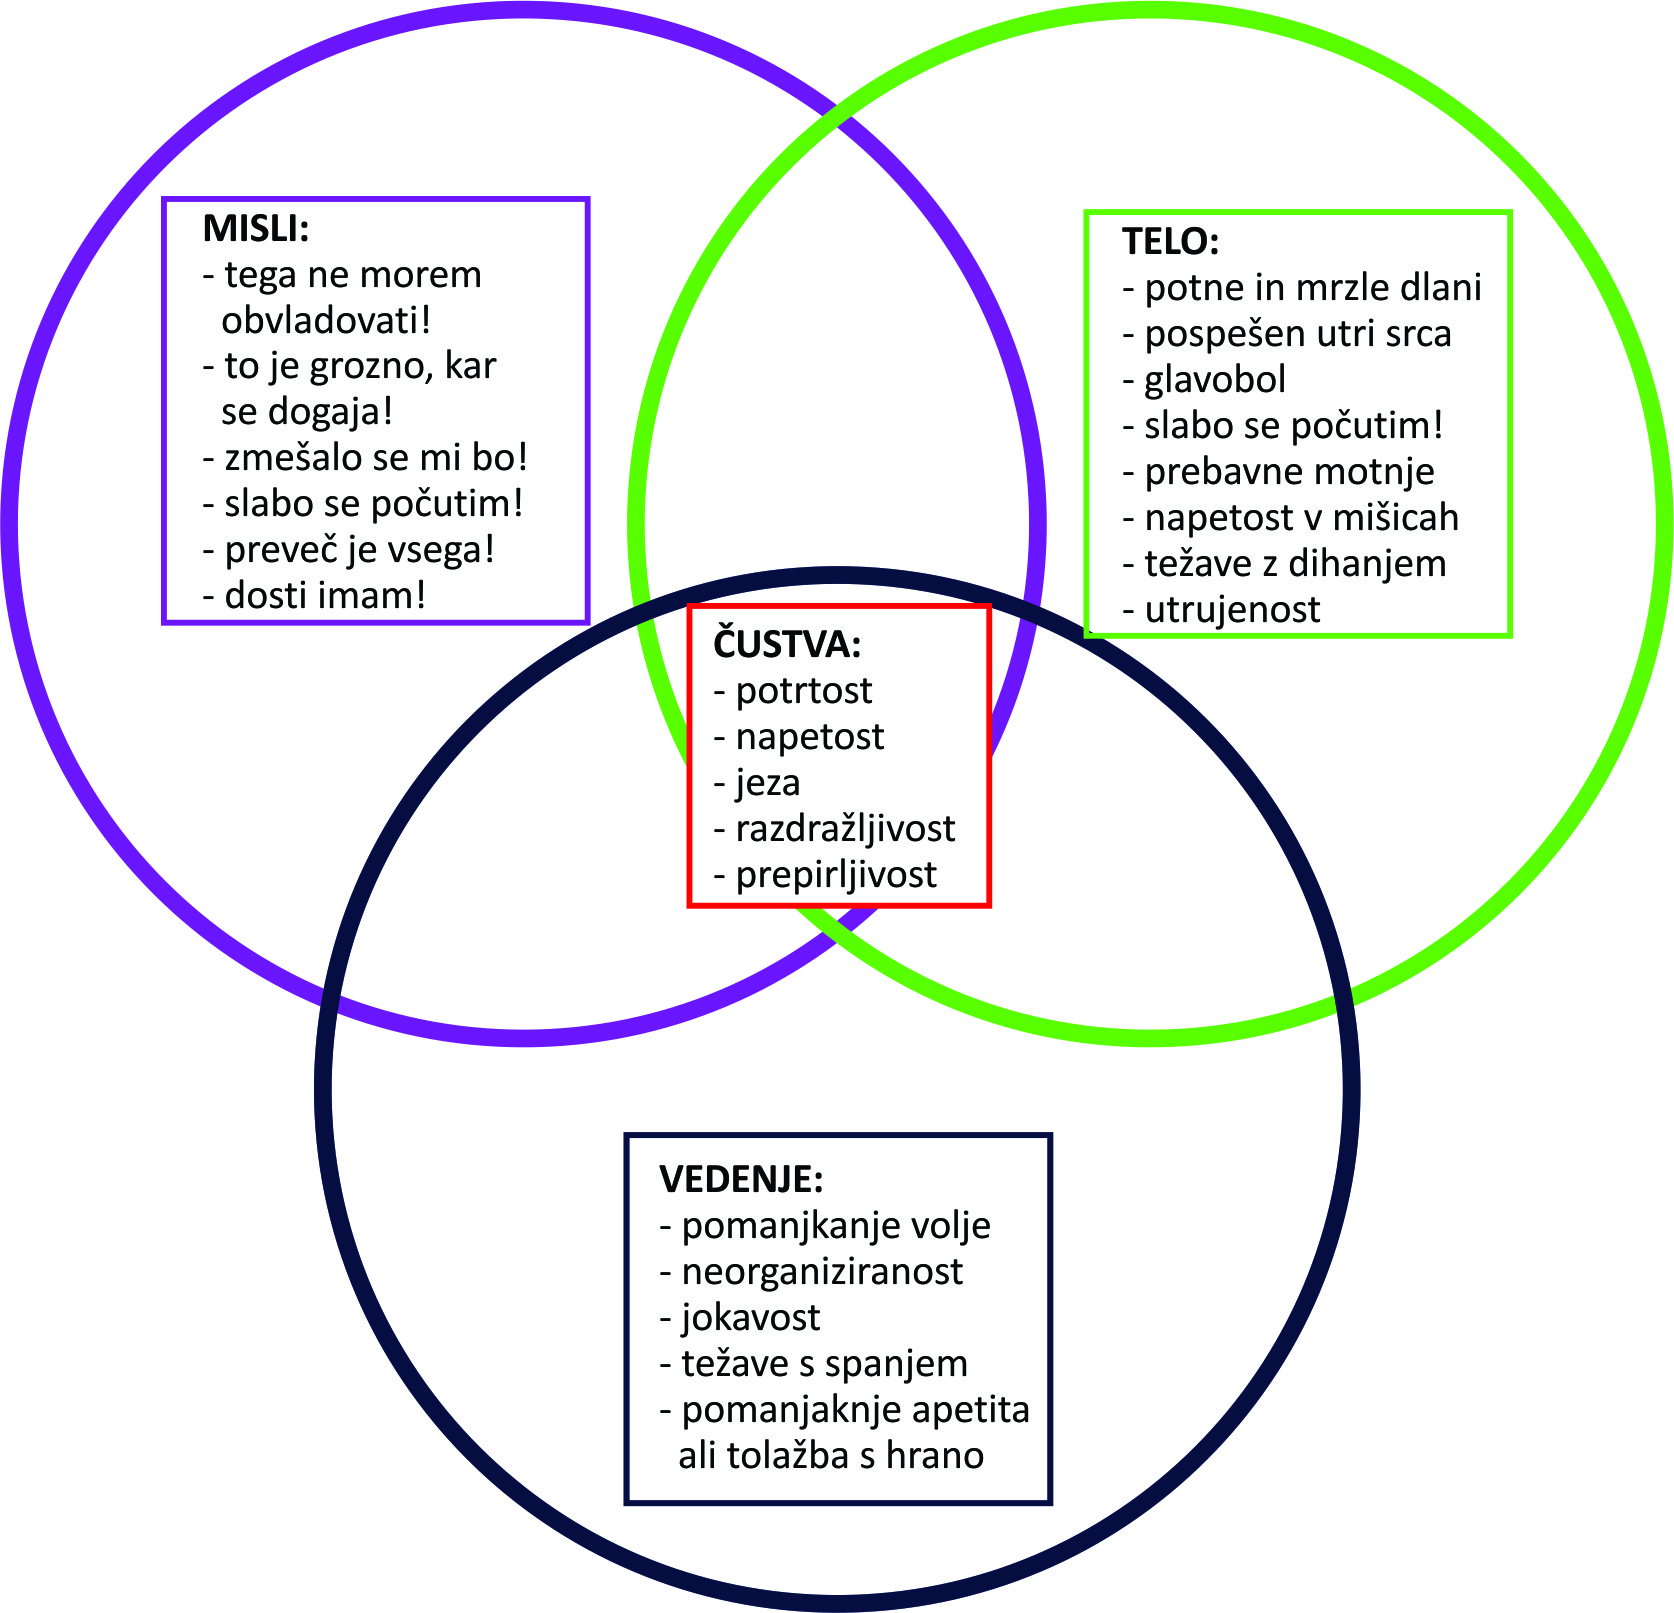 MISLI:
- tega ne morem
obvladovati!
- to je grozno, kar
se dogaja!
- zmešalo se mi bo!
- slabo se počutim!
- preveč je vsega!
- dosti imam!
TELO:
- potne in mrzle dlani
- pospešen utri srca
- glavobol
- slabo se počutim!
- prebavne motnje
- napetost v mišicah
- težave z dihanjem
- utrujenost
ČUSTVA:
- potrtost
- napetost
- jeza
- razdražljivost
- prepirljivost
VEDENJE:
- pomanjkanje volje
- neorganiziranost
- jokavost
- težave s spanjem
- pomanjaknje apetita
ali tolažba s hrano